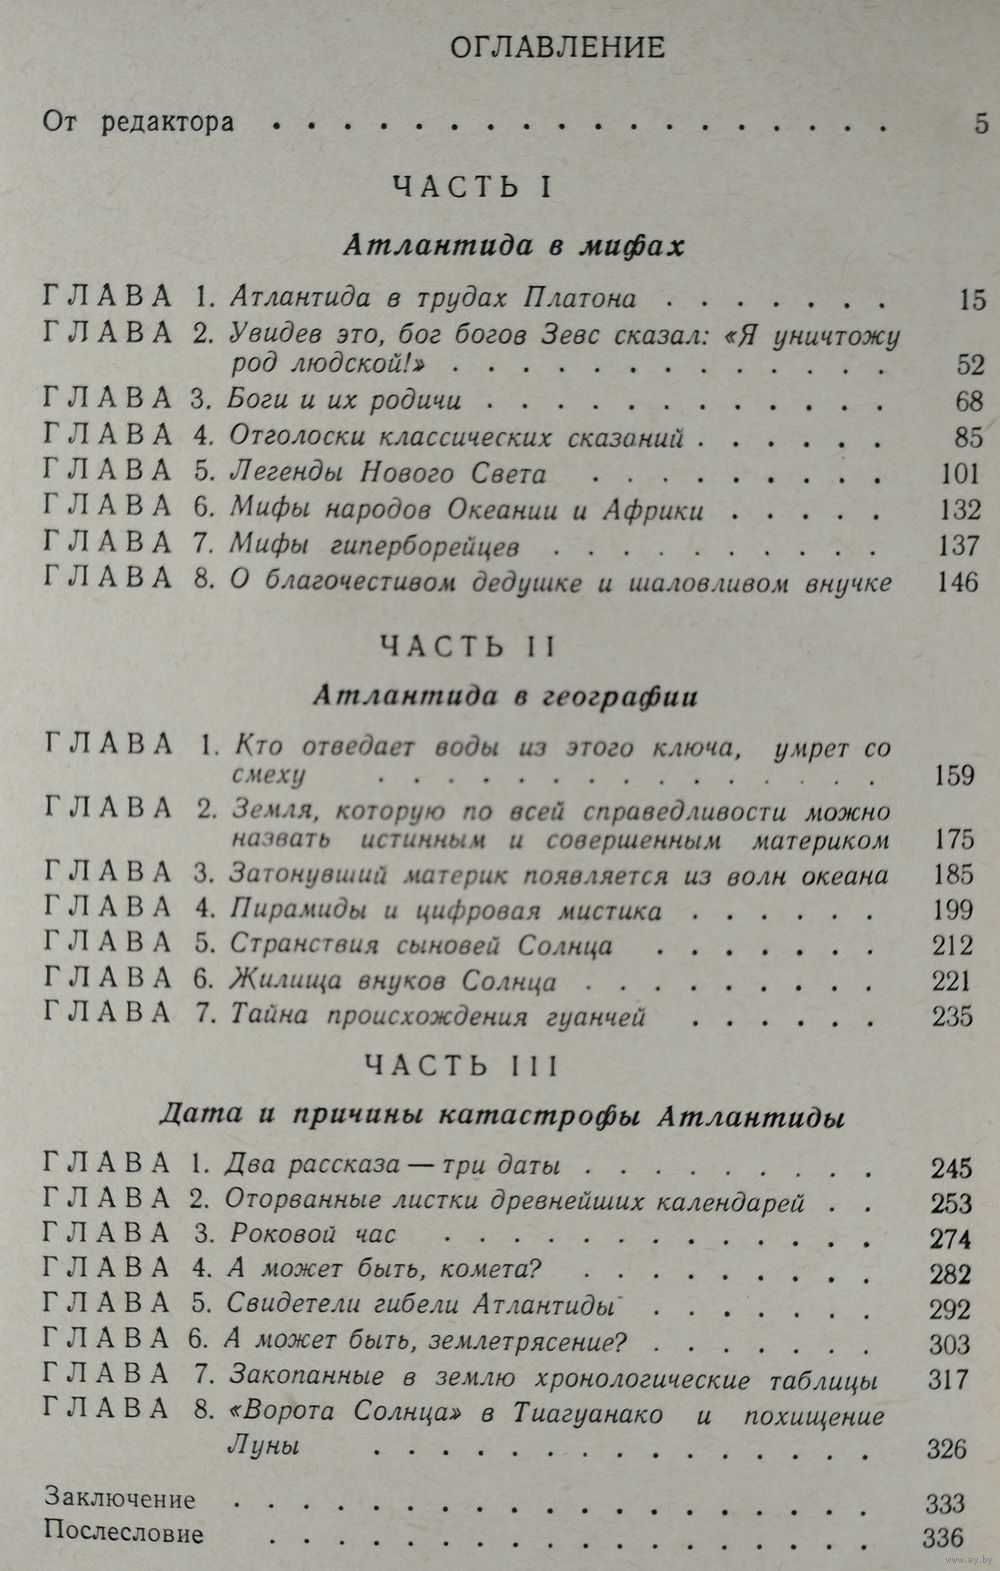 ОГЛАВЛЕНИЕ
От редактора . . . . . . . . . . . . . . . . . . 5
ЧАСТЬ I
Атлантида в мифах
ГЛАВА 1. Атлантида в трудах Платона . . . . . . . 15
ГЛАВА 2. Увидев это, бог богов Зевс сказал: «Я уничтожу
род людской!» . . . . . . . . . . . . . 52
ГЛАВА 3. Боги и их родичи . . . . . . . . . . . . 68
ГЛАВА 4. Отголоски классических сказаний . . . . . . 85
ГЛАВА 5. Легенды Нового Света . . . . . . . . . 101
ГЛАВА 6. Мифы народов Океании и Африки . . . . . 132
ГЛАВА 7. Мифы гиперборейцев . . . . . . . . . . 137
ГЛАВА 8. О благочестивом дедушке и шаловливом внучке 146
ЧАСТЬ II
Атлантида в географии
ГЛАВА 1. Кто отведает воды из этого ключа, умрет со
смеху . . . . . . . . . . . . . . . 159
ГЛАВА 2. Земля, которую по всей справедливости можно
назвать истинным и совершенным материком 175
ГЛАВА 3. Затонувший материк появляется из волн океана 185
ГЛАВА 4. Пирамиды и цифровая мистика . . . . . . 199
ГЛАВА 5. Странствия сыновей Солнца . . . . . . . 212
ГЛАВА 6. Жилища внуков Солнца . . . . . . . . . 221
ГЛАВА 7. Тайна происхождения гуанчей . . . . . . 235
ЧАСТЬ III
Дата и причины катастрофы Атлантиды
ГЛАВА 1. Два рассказа — три даты . . . . . . . . . 245
ГЛАВА 2. Оторванные листки древнейших календарей . . 253
ГЛАВА 3. Роковой час . . . . . . . . . . . . . 274
ГЛАВА 4. А может быть, комета? . . . . . . . . . 282
ГЛАВА 5. Свидетели гибели Атлантиды . . . . . . . 292
ГЛАВА 6. А может быть, землетрясение? . . . . . . . 303
ГЛАВА 7. Закопанные в землю хронологические таблицы 317
ГЛАВА 8. «Ворота Солнца» в Тиагуанако и похищение
Луны . . . . . . . . . . . . . . . 326
Заключение . . . . . . . . . . . . . . . . . . . 333
Послесловие . . . . . . . . . . . . . . . . . . 336
www.ay.by